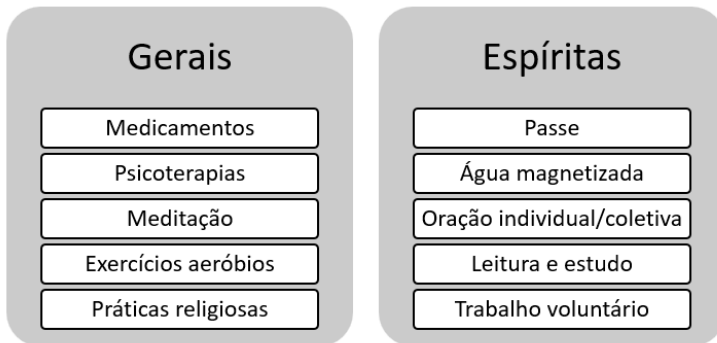 Gerais
Medicamentos
Psicoterapias
Meditação
Exercícios aeróbios
Práticas religiosas
Espíritas
Passe
Água magnetizada
Oração individual/coletiva
Leitura e estudo
Trabalho voluntário